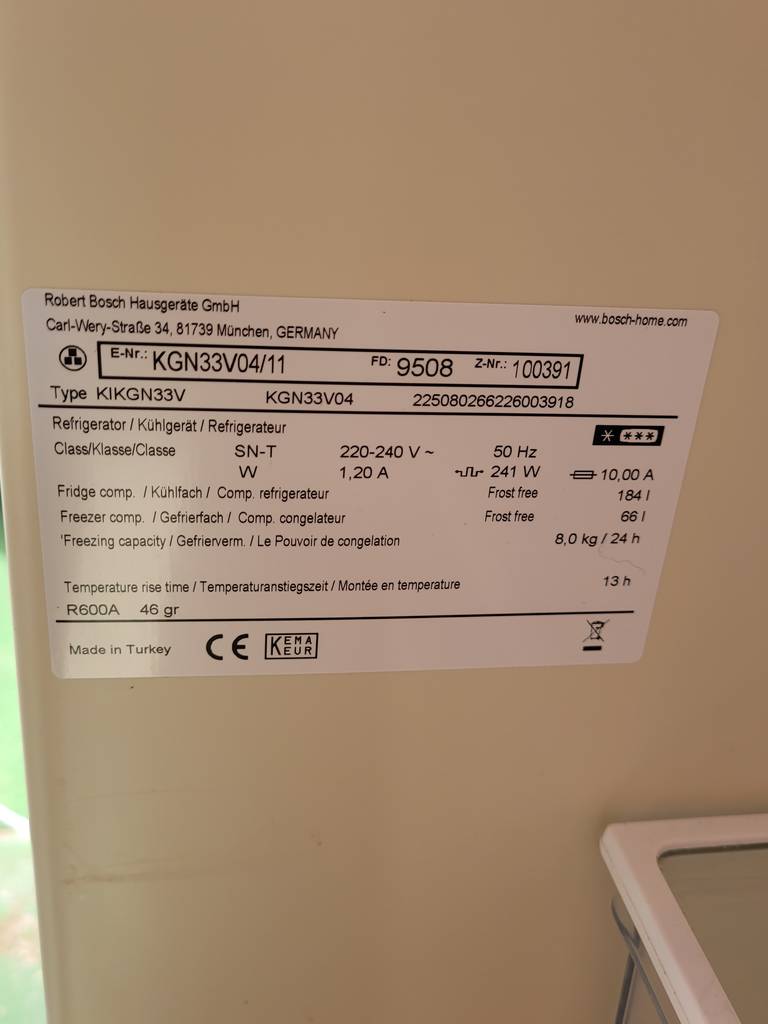 Robert Bosch Hausgeräte GmbH
www.bosch-home.com
Carl-Wery-Straße 34, 81739 München, GERMANY
E-Nr.: KGN33V04/11 FD: 9508 Z-Nr.: 100391
Type KIKGN33V KGN33V04 225080266226003918
Refrigerator / Kühlgerät / Refrigerateur
Class/Klasse/Classe SN-T 220-240 V ~ 50 Hz
W 1,20 A 241 W 10,00 A
Fridge comp. / Kühlfach / Comp. refrigerateur Frost free 184 l
Freezer comp. / Gefrierfach / Comp. congelateur Frost free 66 l
'Freezing capacity / Gefrierverm. / Le Pouvoir de congelation 8,0 kg / 24 h
Temperature rise time / Temperaturanstiegszeit / Montée en temperature 13 h
R600A 46 gr
Made in Turkey CE KEMA EUR